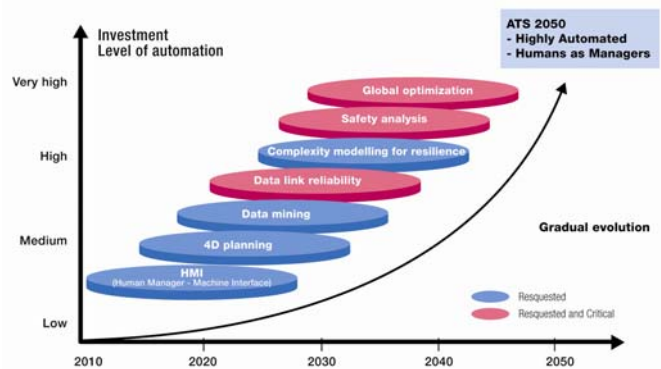 Investment
Level of automation
ATS 2050
- Highly Automated
- Humans as Managers
Very high
High
Medium
Low
Global optimization
Safety analysis
Complexity modelling for resilience
Data link reliability
Data mining
4D planning
HMI
(Human Manager - Machine Interface)
Gradual evolution
Resquested
Resquested and Critical
2010
2020
2030
2040
2050